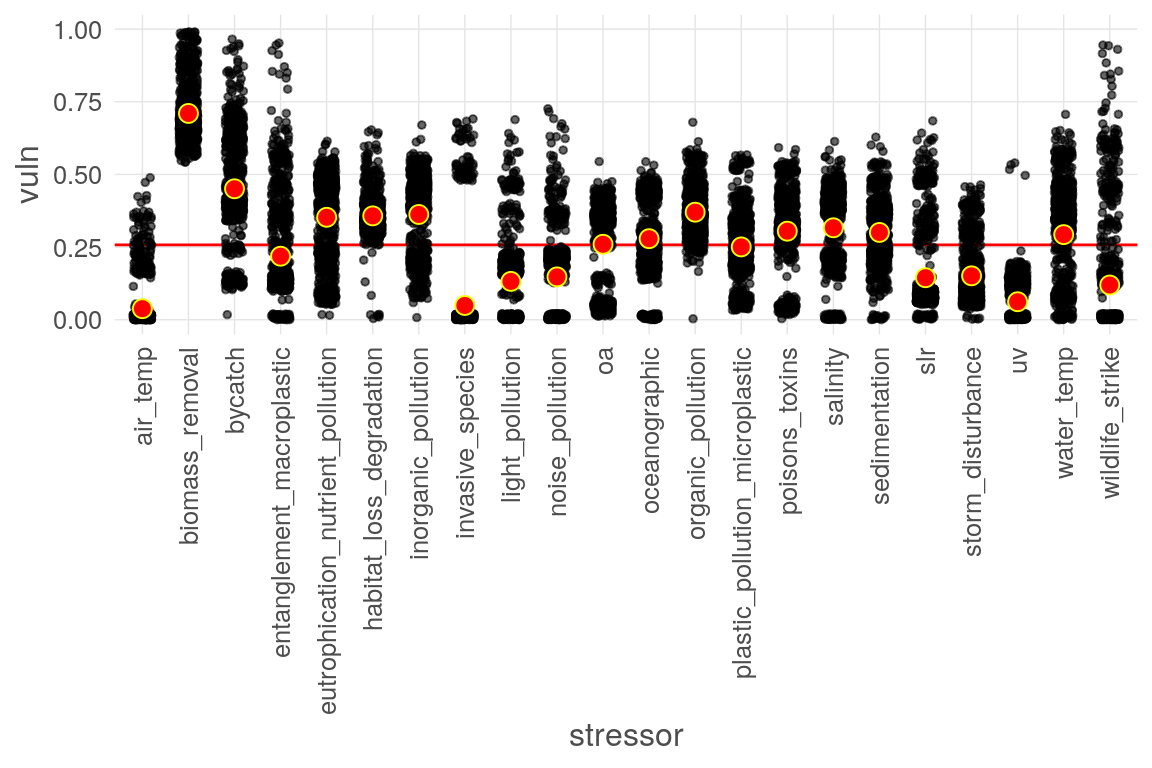 1.00
0.75
0.50
0.25
0.00
vuln
air_temp
biomass_removal
bycatch
entanglement_macroplastic
eutrophication_nutrient_pollution
habitat_loss_degradation
inorganic_pollution
invasive_species
light_pollution
noise_pollution
oa
oceanographic
organic_pollution
plastic_pollution_microplastic
poisons_toxins
salinity
sedimentation
slr
storm_disturbance
uv
water_temp
wildlife_strike
stressor